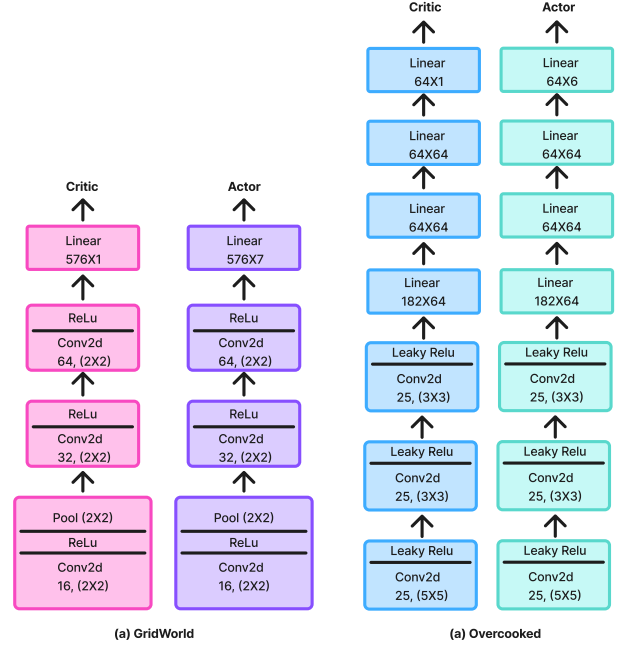 Critic
Linear
576X1
ReLu
Conv2d
64, (2X2)
ReLu
Conv2d
32, (2X2)
Pool (2X2)
ReLu
Conv2d
16, (2X2)
Actor
Linear
576X7
ReLu
Conv2d
64, (2X2)
ReLu
Conv2d
32, (2X2)
Pool (2X2)
ReLu
Conv2d
16, (2X2)
(a) GridWorld
Critic
Linear
64X1
Linear
64X64
Linear
64X64
Linear
182X64
Leaky Relu
Conv2d
25, (3X3)
Leaky Relu
Conv2d
25, (3X3)
Leaky Relu
Conv2d
25, (5X5)
Actor
Linear
64X6
Linear
64X64
Linear
64X64
Linear
182X64
Leaky Relu
Conv2d
25, (3X3)
Leaky Relu
Conv2d
25, (3X3)
Leaky Relu
Conv2d
25, (5X5)
(a) Overcooked